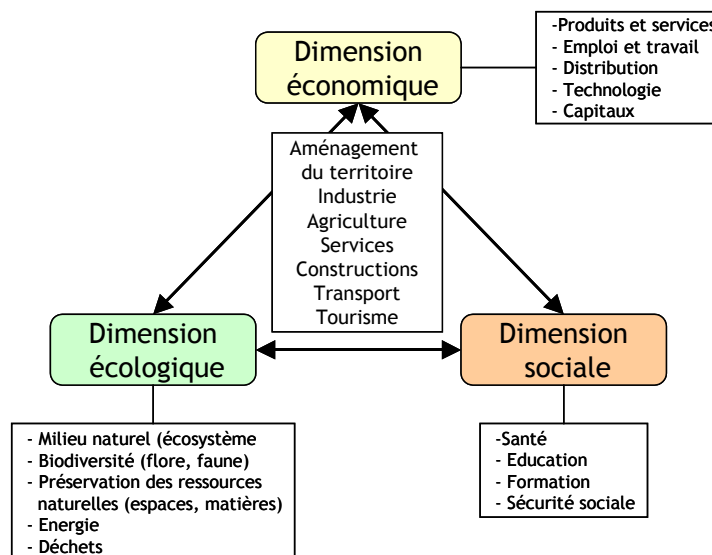 Dimension
économique
-Produits et services
- Emploi et travail
- Distribution
- Technologie
- Capitaux
Aménagement
du territoire
Industrie
Agriculture
Services
Constructions
Transport
Tourisme
Dimension
écologique
Dimension
sociale
- Milieu naturel (écosystème
- Biodiversité (flore, faune)
- Préservation des ressources
naturelles (espaces, matières)
- Energie
- Déchets
-Santé
- Education
- Formation
- Sécurité sociale